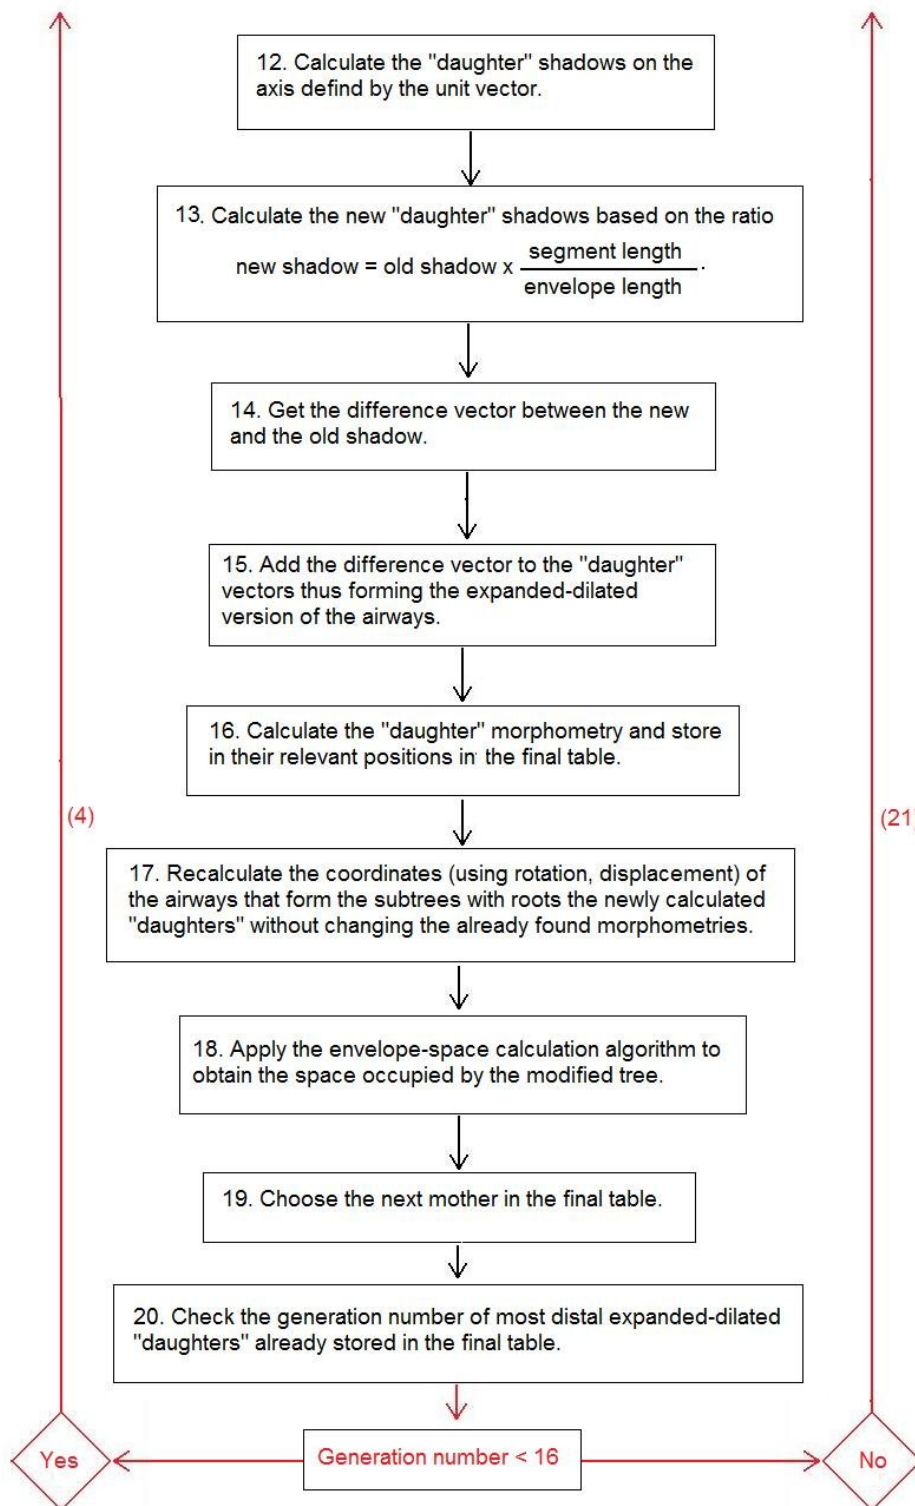 12. Calculate the "daughter" shadows on the
axis defind by the unit vector.
13. Calculate the new "daughter" shadows based on the ratio
new shadow = old shadow x segment length / envelope length .
14. Get the difference vector between the new
and the old shadow.
15. Add the difference vector to the "daughter"
vectors thus forming the expanded-dilated
version of the airways.
16. Calculate the "daughter" morphometry and store
in their relevant positions in the final table.
(4)
(21)
17. Recalculate the coordinates (using rotation, displacement) of
the airways that form the subtrees with roots the newly calculated
"daughters" without changing the already found morphometries.
18. Apply the envelope-space calculation algorithm to
obtain the space occupied by the modified tree.
19. Choose the next mother in the final table.
20. Check the generation number of most distal expanded-dilated
"daughters" already stored in the final table.
Yes
Generation number < 16
No